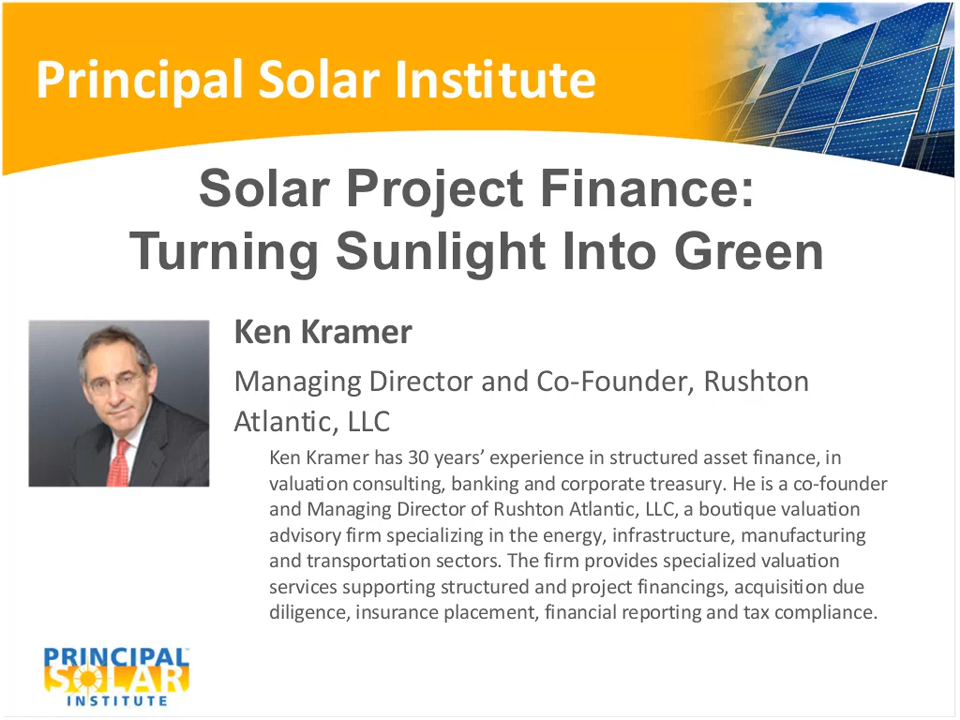 Principal Solar Institute
Solar Project Finance:
Turning Sunlight Into Green
Ken Kramer
Managing Director and Co-Founder, Rushton
Atlantic, LLC
Ken Kramer has 30 years’ experience in structured asset finance, in
valuation consulting, banking and corporate treasury. He is a co-founder
and Managing Director of Rushton Atlantic, LLC, a boutique valuation
advisory firm specializing in the energy, infrastructure, manufacturing
and transportation sectors. The firm provides specialized valuation
services supporting structured and project financings, acquisition due
diligence, insurance placement, financial reporting and tax compliance.
PRINCIPAL™
SOLAR
INSTITUTE